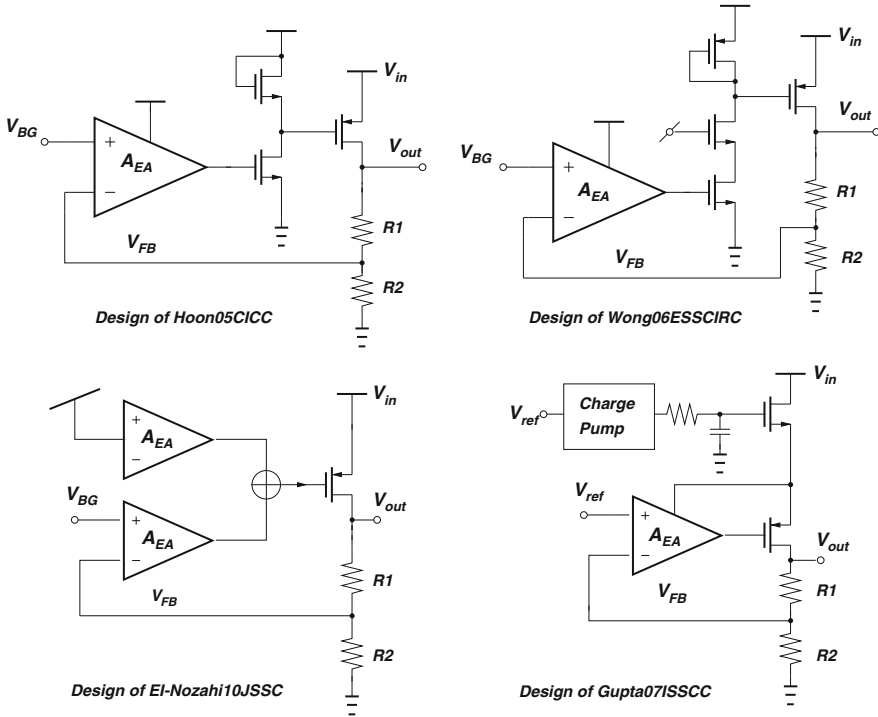 V_in
V_BG
+
A_EA
−
V_out
R1
V_FB
R2
Design of Hoon05CICC
V_in
V_out
V_BG
+
A_EA
−
R1
V_FB
R2
Design of Wong06ESSCIRC
V_in
+
A_EA
−
V_BG
+
A_EA
−
V_out
R1
V_FB
R2
Design of El-Nozahi10JSSC
V_in
V_ref
Charge
Pump
V_ref
+
A_EA
−
V_out
R1
V_FB
R2
Design of Gupta07ISSCC